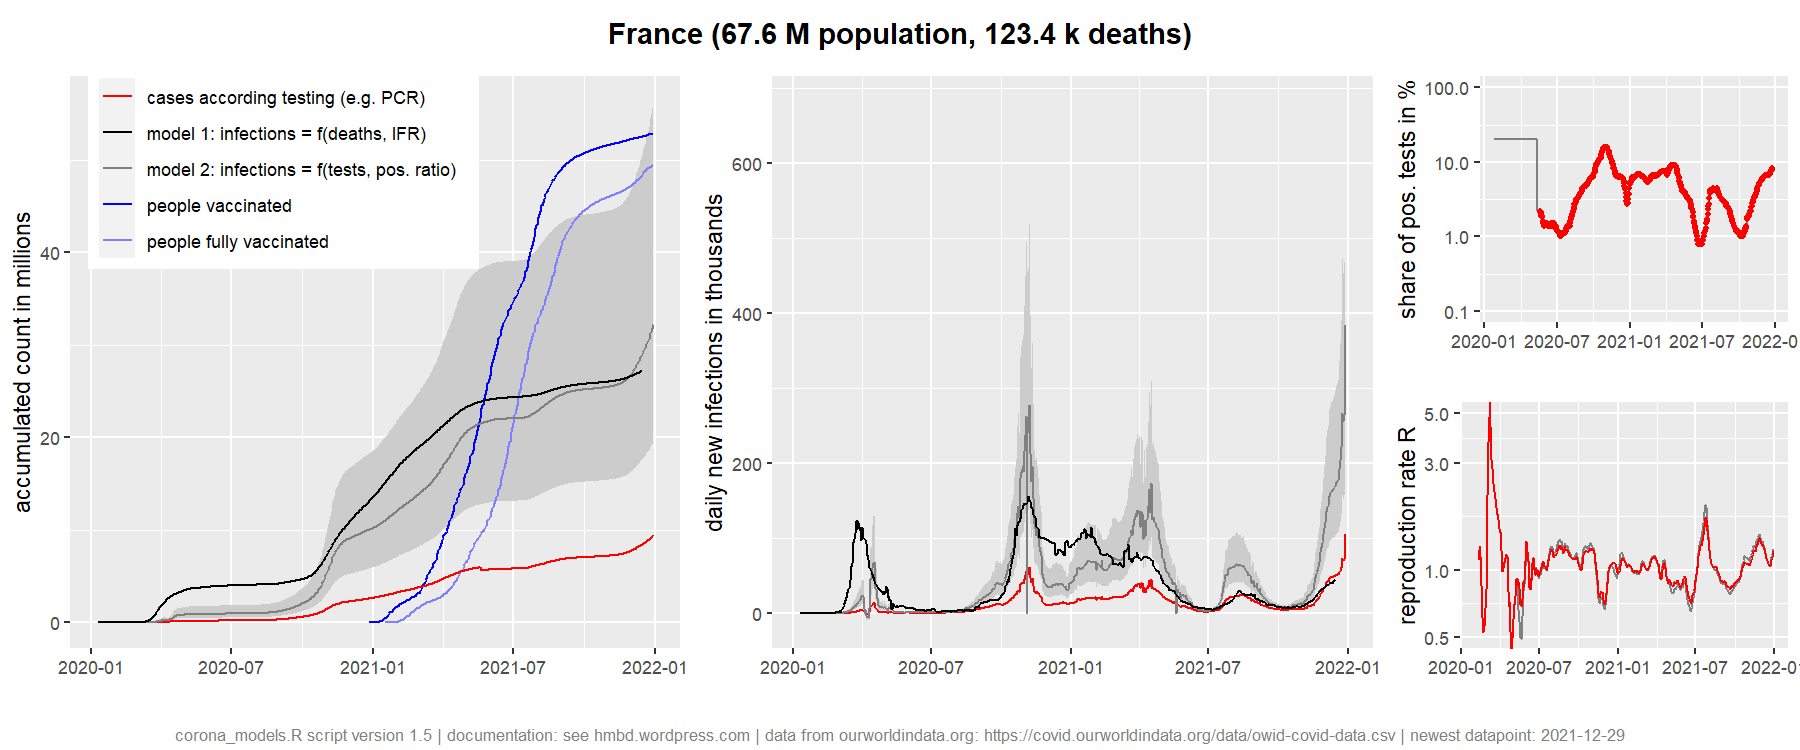 France (67.6 M population, 123.4 k deaths)
accumulated count in millions
cases according testing (e.g. PCR)
model 1: infections = f(deaths, IFR)
model 2: infections = f(tests, pos. ratio)
people vaccinated
people fully vaccinated
40
20
0
2020-01 2020-07 2021-01 2021-07 2022-01
daily new infections in thousands
600
400
200
0
2020-01 2020-07 2021-01 2021-07 2022-01
share of pos. tests in %
100.0
10.0
1.0
0.1
2020-01 2020-07 2021-01 2021-07 2022-0
reproduction rate R
5.0
3.0
1.0
0.5
2020-01 2020-07 2021-01 2021-07 2022-01
corona_models.R script version 1.5 | documentation: see hmbd.wordpress.com | data from ourworldindata.org: https://covid.ourworldindata.org/data/owid-covid-data.csv | newest datapoint: 2021-12-29